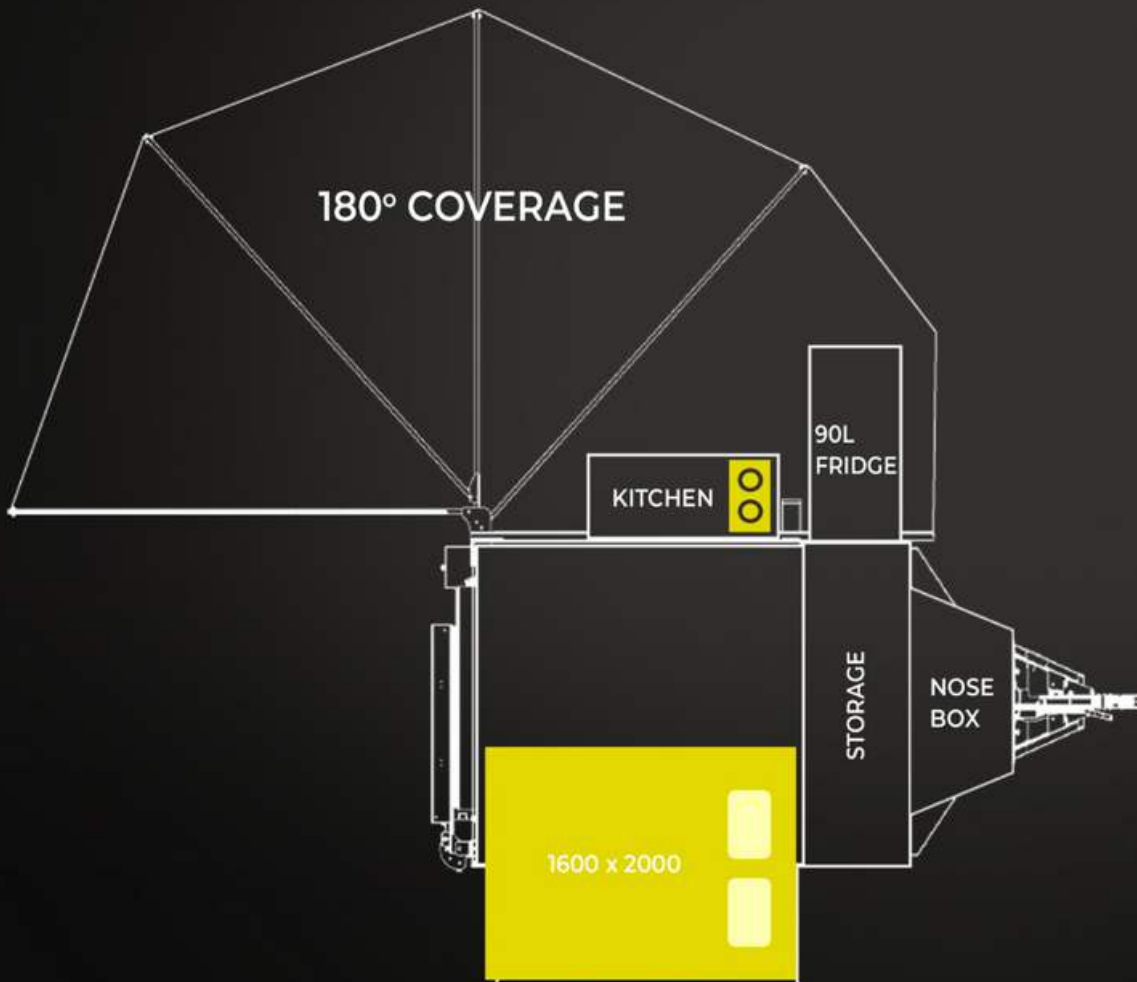 180° COVERAGE
90L
FRIDGE
KITCHEN
STORAGE
NOSE
BOX
1600 x 2000